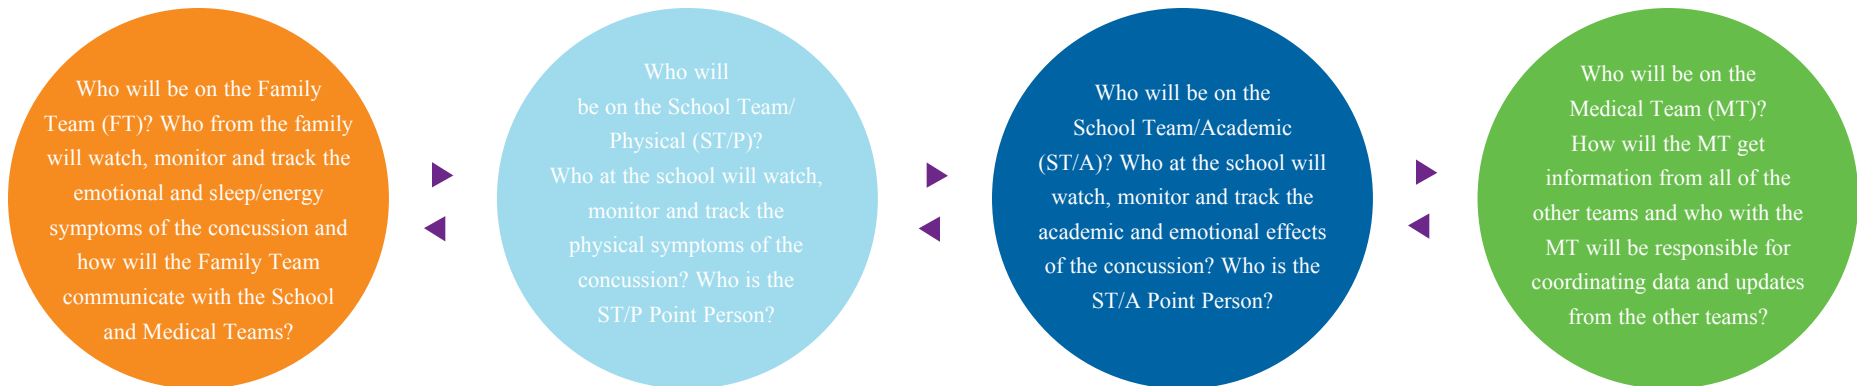 Who will be on the Family
Team (FT)? Who from the family
will watch, monitor and track the
emotional and sleep/energy
symptoms of the concussion and
how will the Family Team
communicate with the School
and Medical Teams?
Who will
be on the School Team/
Physical (ST/P)?
Who at the school will watch,
monitor and track the
physical symptoms of the
concussion? Who is the
ST/P Point Person?
Who will be on the
School Team/Academic
(ST/A)? Who at the school will
watch, monitor and track the
academic and emotional effects
of the concussion? Who is the
ST/A Point Person?
Who will be on the
Medical Team (MT)?
How will the MT get
information from all of the
other teams and who with the
MT will be responsible for
coordinating data and updates
from the other teams?